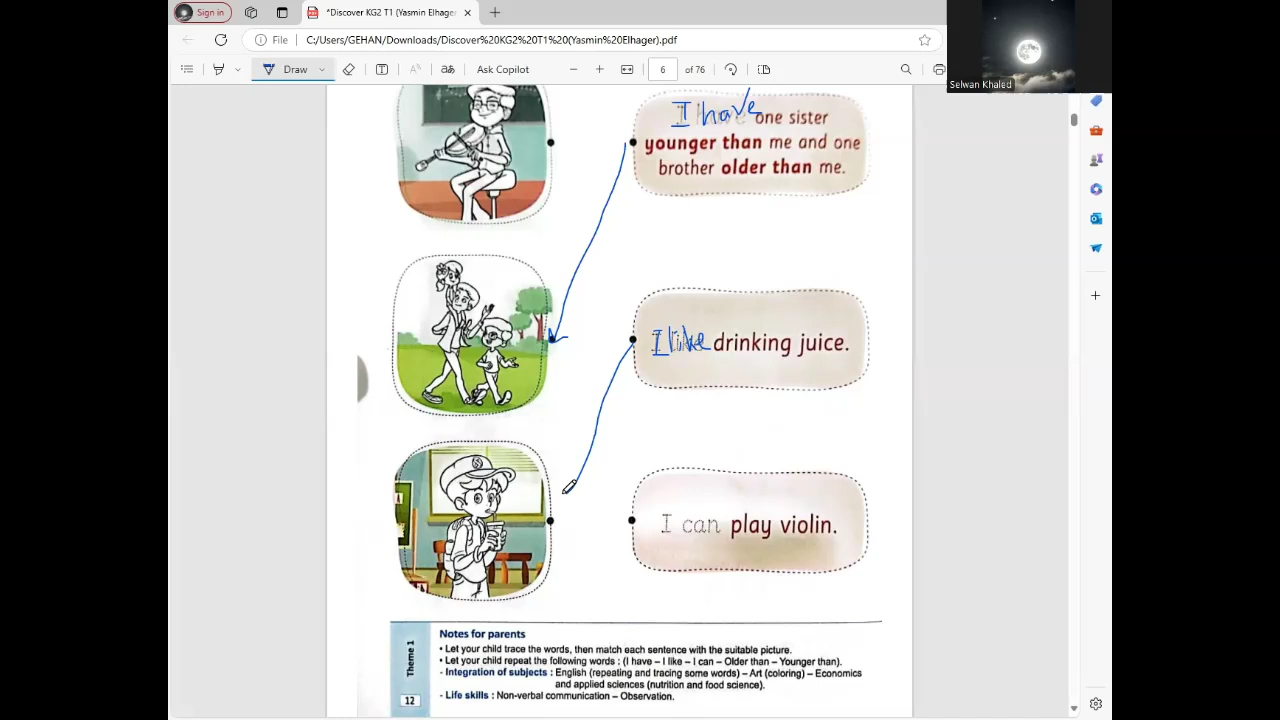 Sign in
*Discover KG2 T1 (Yasmin Elhager)
File C:/Users/GEHAN/Downloads/Discover%20KG2%20T1%20(Yasmin%20Elhager).pdf
Draw
Ask Copilot
6 of 76
Selwan Khaled
I have one sister
younger than me and one
brother older than me.
I like drinking juice.
I can play violin.
Notes for parents
• Let your child trace the words, then match each sentence with the suitable picture.
• Let your child repeat the following words : (I have – I like – I can – Older than – Younger than).
- Integration of subjects : English (repeating and tracing some words) – Art (coloring) – Economics
and applied sciences (nutrition and food science).
- Life skills : Non-verbal communication – Observation.
Theme 1
12